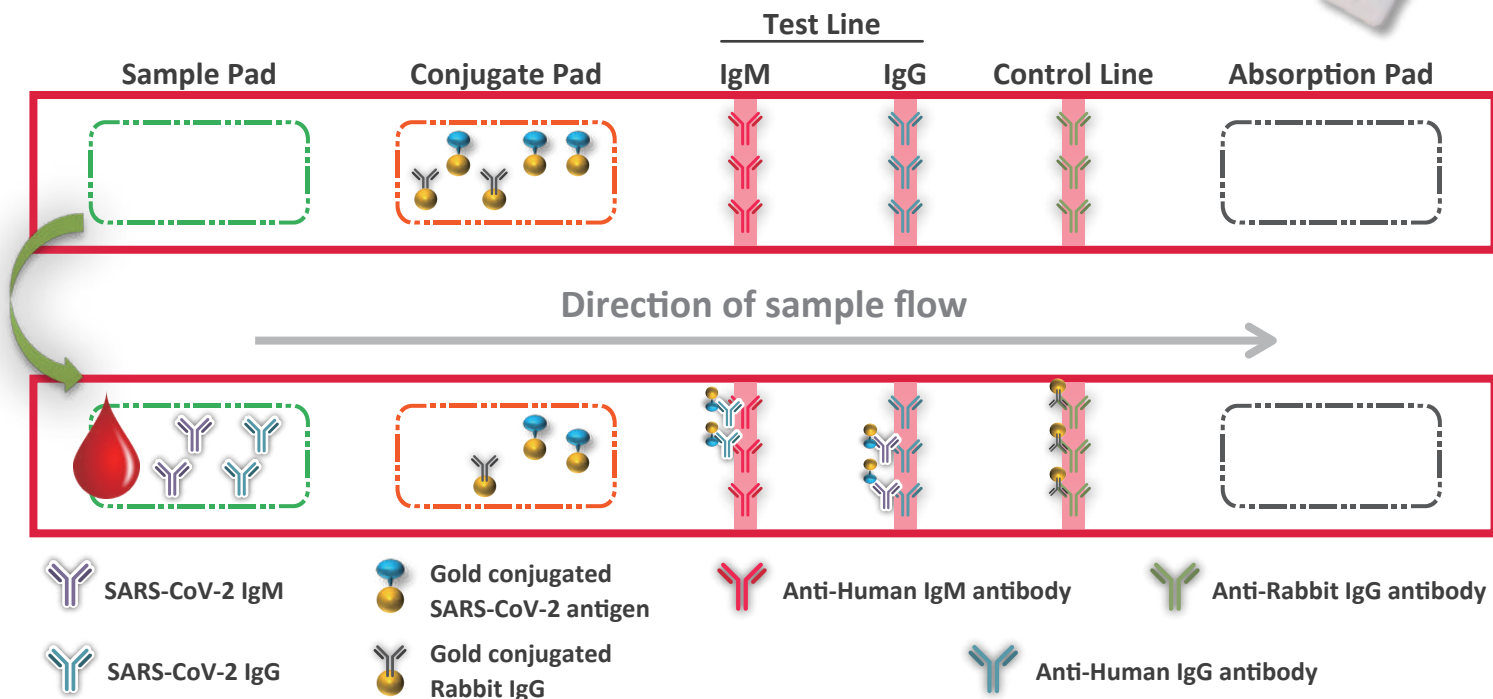 Test Line
Sample Pad
Conjugate Pad
IgM
IgG
Control Line
Absorption Pad
Direction of sample flow
SARS-CoV-2 IgM
Gold conjugated
SARS-CoV-2 antigen
Anti-Human IgM antibody
Anti-Rabbit IgG antibody
SARS-CoV-2 IgG
Gold conjugated
Rabbit IgG
Anti-Human IgG antibody